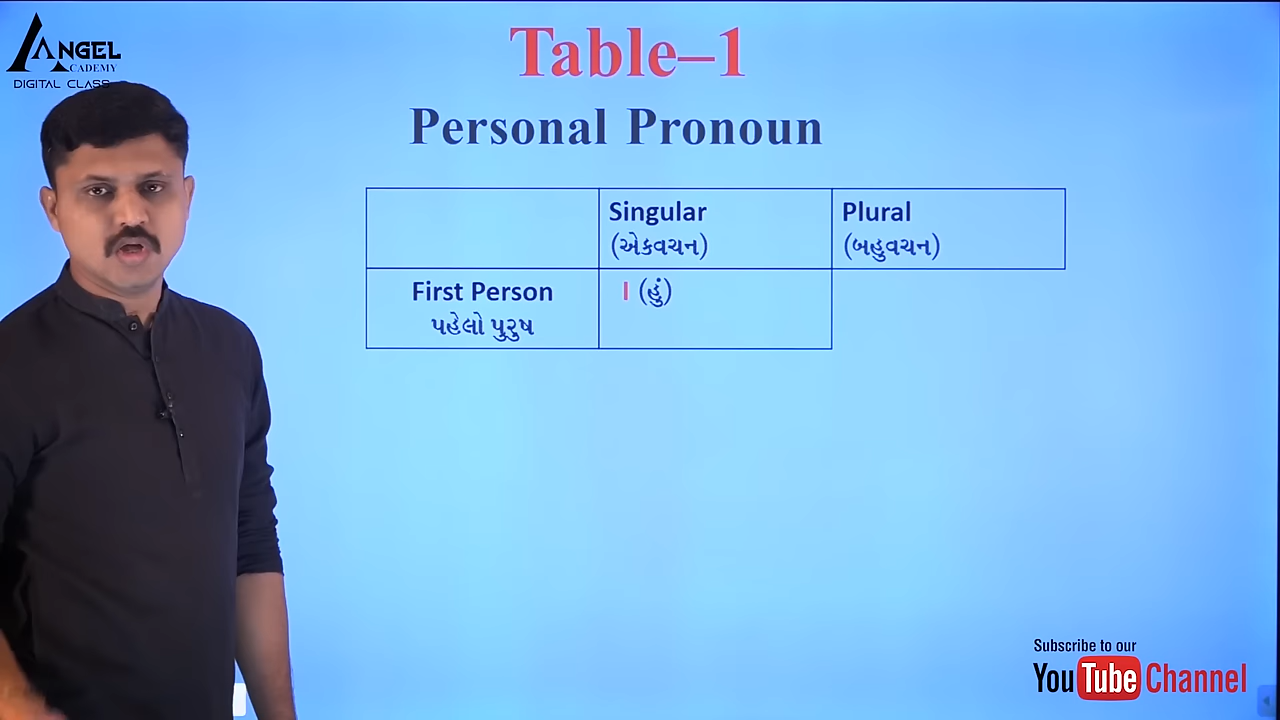 ANGEL
ACADEMY
DIGITAL CLASS
Table–1
Personal Pronoun
Singular
(એકવચન)
Plural
(બહુવચન)
First Person
પહેલો પુરુષ
I (હું)
Subscribe to our
YouTube Channel